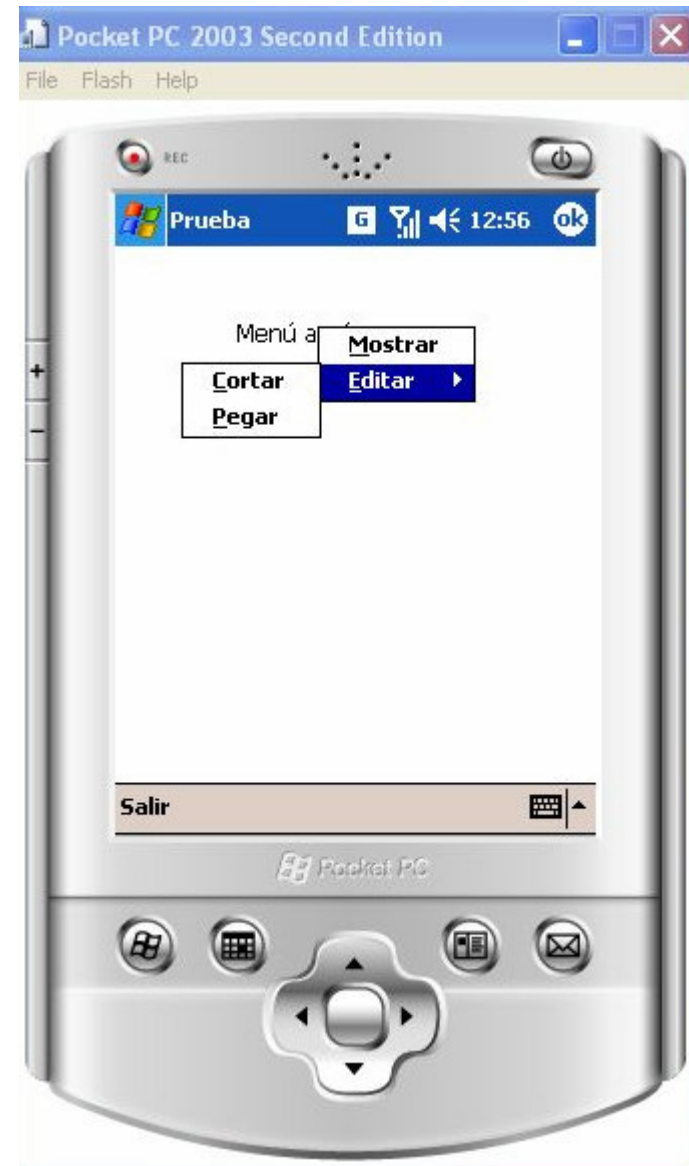 Pocket PC 2003 Second Edition
File Flash Help
REC
Prueba G 12:56 ok
Menú a
Mostrar
Cortar Editar
Pegar
Salir
Pocket PC